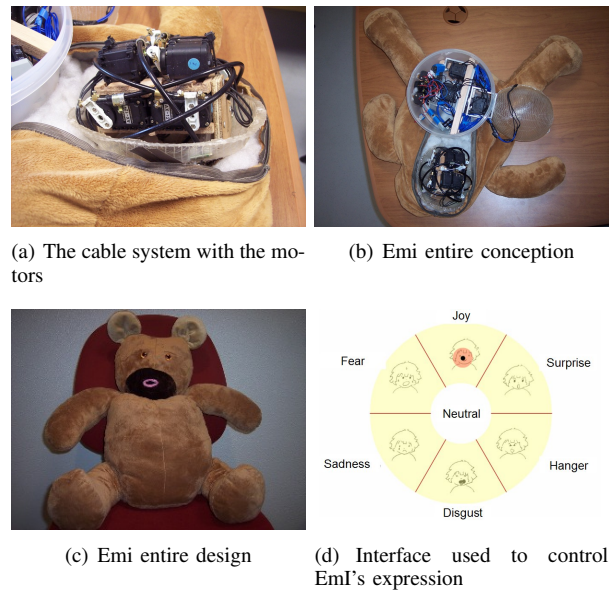 (a) The cable system with the mo-
tors
(b) Emi entire conception
(c) Emi entire design
Joy
Fear
Surprise
Neutral
Sadness
Hanger
Disgust
(d) Interface used to control
EmI's expression